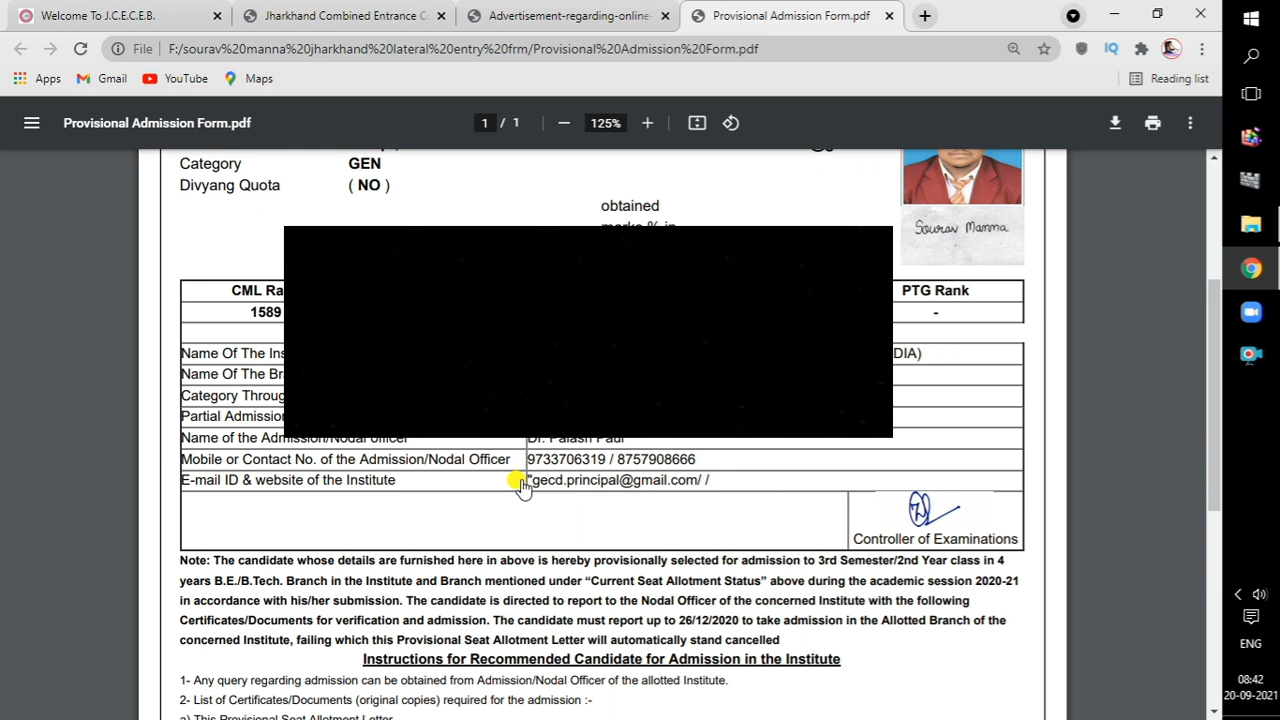 Welcome To J.C.E.C.E.B.
Jharkhand Combined Entrance C
Advertisement-regarding-online-
Provisional Admission Form.pdf
File
F:/sourav%20manna%20jharkhand%20lateral%20entry%20frm/Provisional%20Admission%20Form.pdf
IQ
Apps
Gmail
YouTube
Maps
Reading list
Provisional Admission Form.pdf
1 / 1
125%
Category GEN
Divyang Quota ( NO )
obtained
marks % in
Sourav Manna
CML Ra PTG Rank
1589 -
Name Of The Ins DIA)
Name Of The Br
Category Throug
Partial Admission
Name of the Admission/Nodal officer Dr. Palash Paul
Mobile or Contact No. of the Admission/Nodal Officer 9733706319 / 8757908666
E-mail ID & website of the Institute "gecd.principal@gmail.com/ /
Controller of Examinations
Note: The candidate whose details are furnished here in above is hereby provisionally selected for admission to 3rd Semester/2nd Year class in 4
years B.E./B.Tech. Branch in the Institute and Branch mentioned under “Current Seat Allotment Status” above during the academic session 2020-21
in accordance with his/her submission. The candidate is directed to report to the Nodal Officer of the concerned Institute with the following
Certificates/Documents for verification and admission. The candidate must report up to 26/12/2020 to take admission in the Allotted Branch of the
concerned Institute, failing which this Provisional Seat Allotment Letter will automatically stand cancelled
Instructions for Recommended Candidate for Admission in the Institute
1- Any query regarding admission can be obtained from Admission/Nodal Officer of the allotted Institute.
2- List of Certificates/Documents (original copies) required for the admission :-
a) This Provisional Seat Allotment Letter
ENG
08:42
20-09-2021